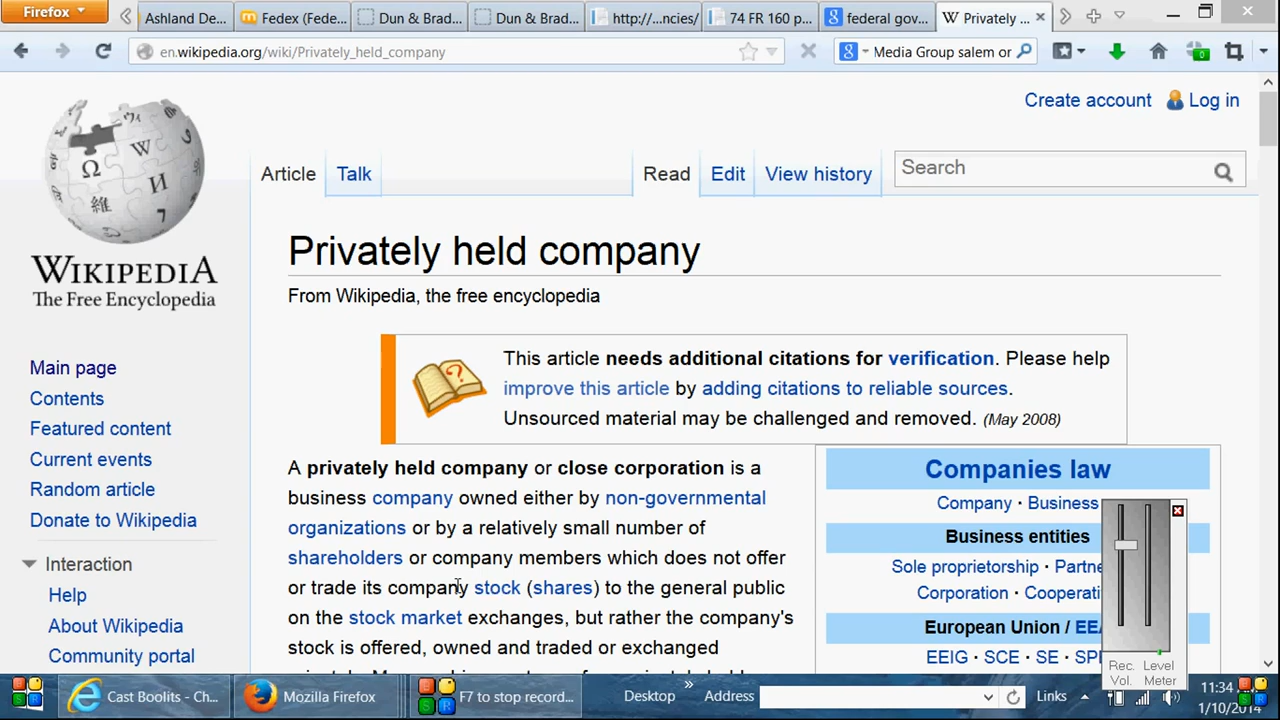 Firefox
Ashland De...
Fedex (Fede...
Dun & Brad...
Dun & Brad...
http://...ncies/
74 FR 160 p...
federal gov...
W Privately ...
en.wikipedia.org/wiki/Privately_held_company
Media Group salem or
Create account
Log in
Article
Talk
Read
Edit
View history
Search
WIKIPEDIA
The Free Encyclopedia
Main page
Contents
Featured content
Current events
Random article
Donate to Wikipedia
Interaction
Help
About Wikipedia
Community portal
Privately held company
From Wikipedia, the free encyclopedia
This article needs additional citations for verification. Please help
improve this article by adding citations to reliable sources.
Unsourced material may be challenged and removed. (May 2008)
A privately held company or close corporation is a
business company owned either by non-governmental
organizations or by a relatively small number of
shareholders or company members which does not offer
or trade its company stock (shares) to the general public
on the stock market exchanges, but rather the company's
stock is offered, owned and traded or exchanged
Companies law
Company · Business
Business entities
Sole proprietorship · Partne
Corporation · Cooperati
European Union / EEA
EEIG · SCE · SE · SP
Rec. Level
Vol. Meter
Cast Boolits - Ch...
Mozilla Firefox
F7 to stop record...
Desktop
»
Address
Links
11:34 A
1/10/2014